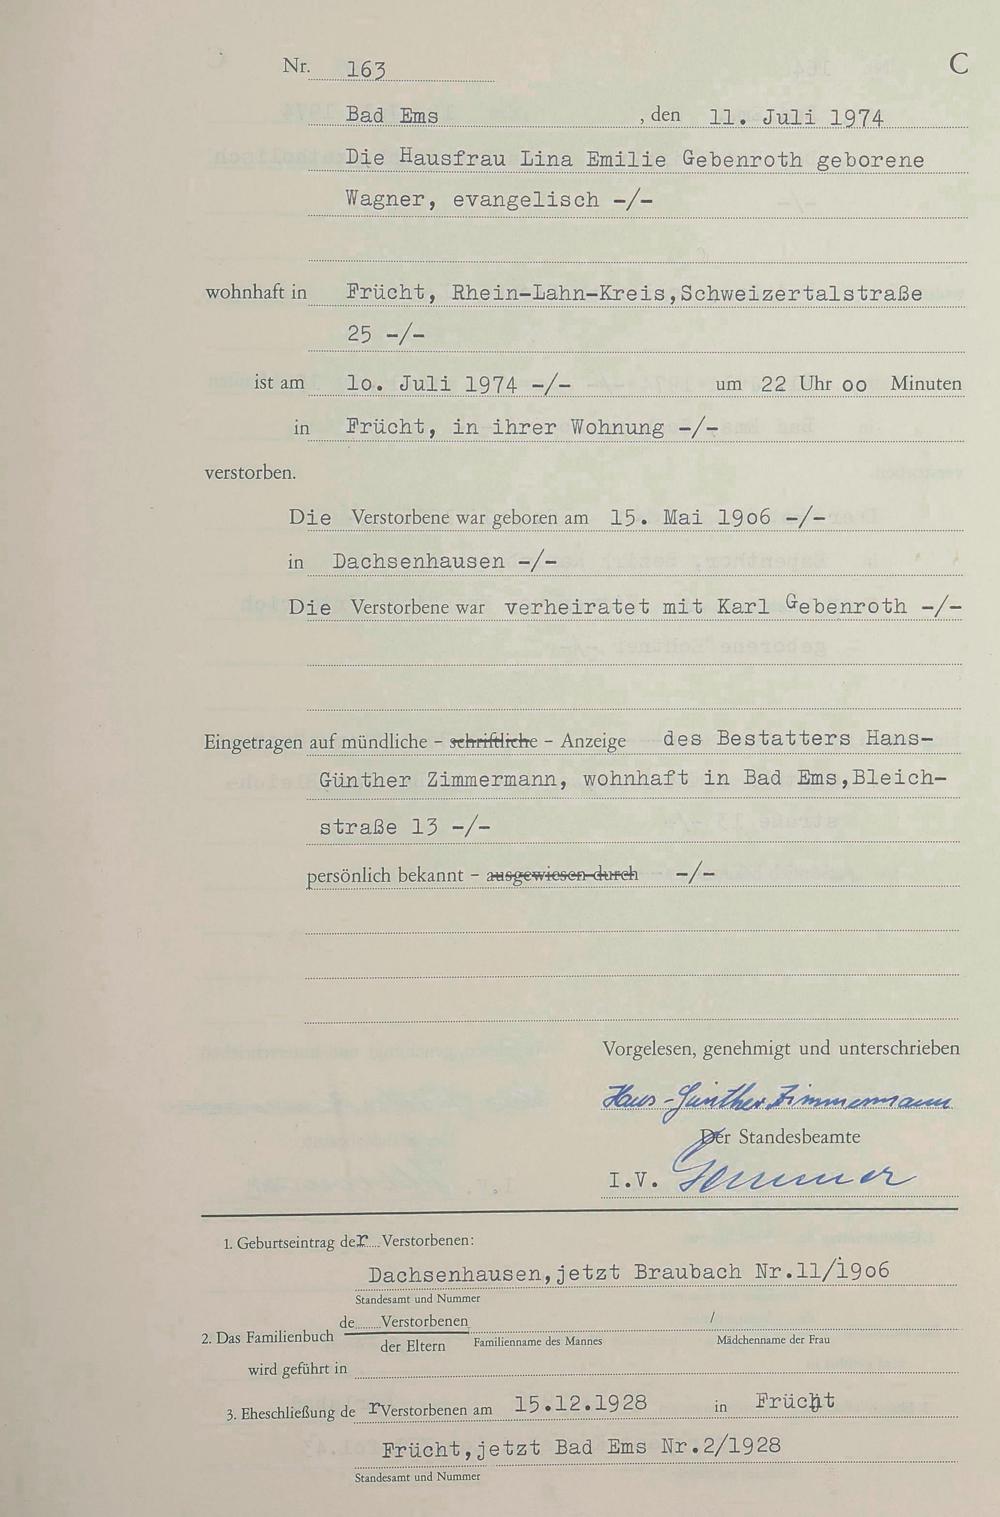 Nr. 163 C
Bad Ems , den 11. Juli 1974
Die Hausfrau Lina Emilie Gebenroth geborene
Wagner, evangelisch -/-
wohnhaft in Frücht, Rhein-Lahn-Kreis,Schweizertalstraße
25 -/-
ist am lo. Juli 1974 -/- um 22 Uhr oo Minuten
in Frücht, in ihrer Wohnung -/-
verstorben.
Die Verstorbene war geboren am 15. Mai 19o6 -/-
in Dachsenhausen -/-
Die Verstorbene war verheiratet mit Karl Gebenroth -/-
Eingetragen auf mündliche - schriftliche - Anzeige des Bestatters Hans-
Günther Zimmermann, wohnhaft in Bad Ems,Bleich-
straße 13 -/-
persönlich bekannt - ausgewiesen durch -/-
Vorgelesen, genehmigt und unterschrieben
Hans-Günther Zimmermann
Der Standesbeamte
I.V. Semmer
1. Geburtseintrag der Verstorbenen:
Dachsenhausen,jetzt Braubach Nr.11/19o6
Standesamt und Nummer
de Verstorbenen /
2. Das Familienbuch der Eltern Familienname des Mannes Mädchenname der Frau
wird geführt in
3. Eheschließung der Verstorbenen am 15.12.1928 in Frücht
Frücht,jetzt Bad Ems Nr.2/1928
Standesamt und Nummer